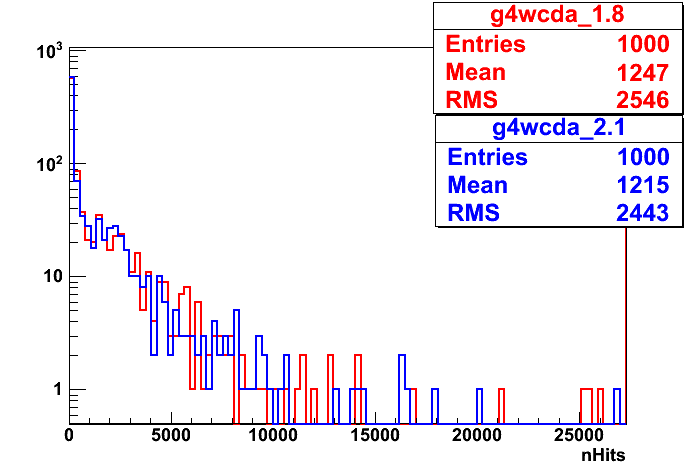 g4wcda_1.8
Entries 1000
Mean 1247
RMS 2546
g4wcda_2.1
Entries 1000
Mean 1215
RMS 2443
10³
10²
10
1
0 5000 10000 15000 20000 25000
nHits